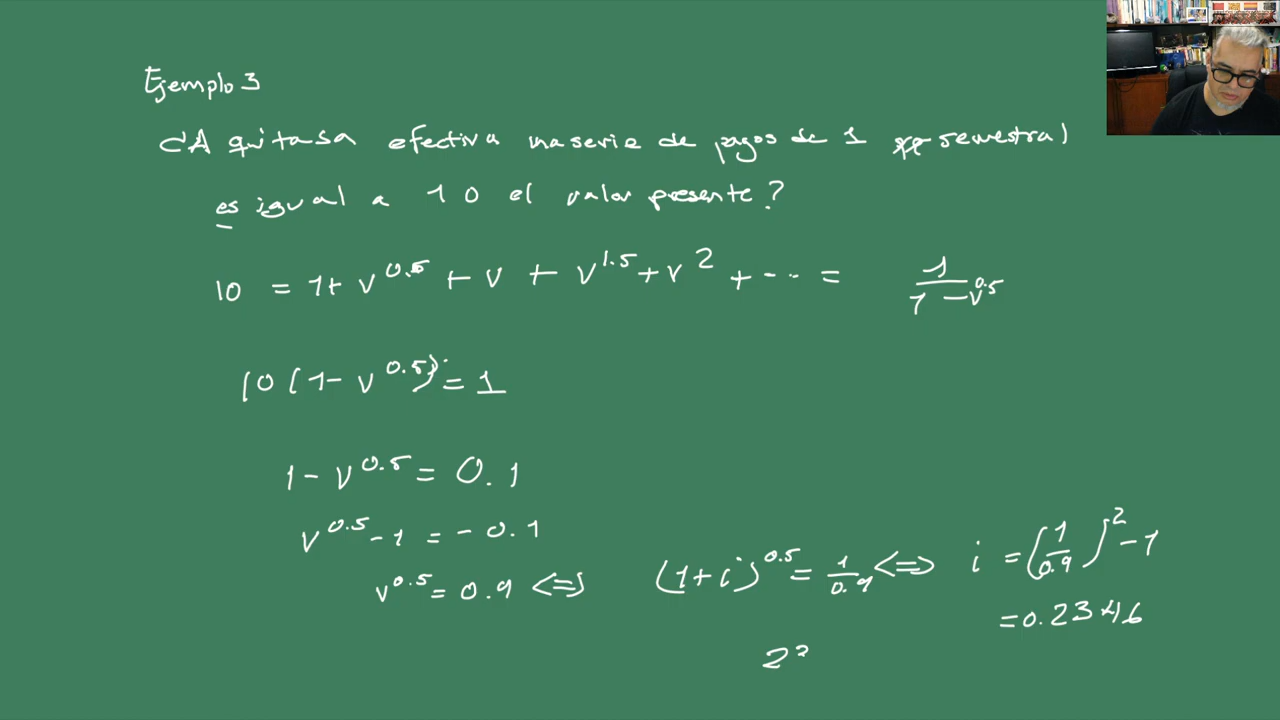 Ejemplo 3
¿A qui tasa efectiva una serie de pagos de 1 semestral
es igual a 10 el valor presente?
10 = 1 + v^0.5 + v + v^1.5 + v^2 + ... = 1/(1 - v^0.5)
10(1 - v^0.5) = 1
1 - v^0.5 = 0.1
v^0.5 - 1 = -0.1
v^0.5 = 0.9 <=> (1+i)^0.5 = 1/0.9 <=> i = (1/0.9)^2 - 1
= 0.2346